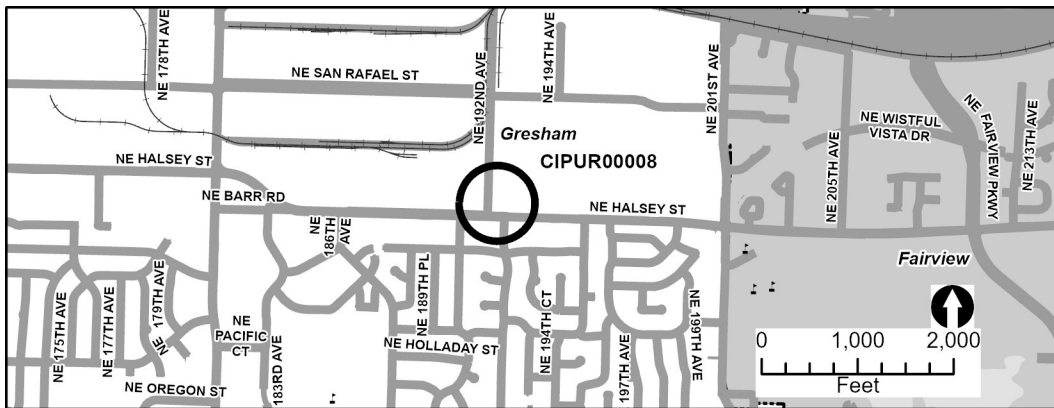 NE 178TH AVE
NE SAN RAFAEL ST
NE 192ND AVE
NE 194TH AVE
NE 201ST AVE
NE WISTFUL
VISTA DR
NE FAIRVIEW PKWY
NE 213TH AVE
NE 205TH AVE
Gresham
CIPUR00008
NE HALSEY ST
NE BARR RD
NE
186TH
AVE
NE HALSEY ST
Fairview
NE 175TH AVE
NE 177TH AVE
NE 179TH AVE
NE
PACIFIC
CT
183RD AVE
NE 189TH PL
NE HOLLADAY ST
NE 194TH CT
197TH AVE
NE 199TH AVE
NE OREGON ST
0 1,000 2,000
Feet